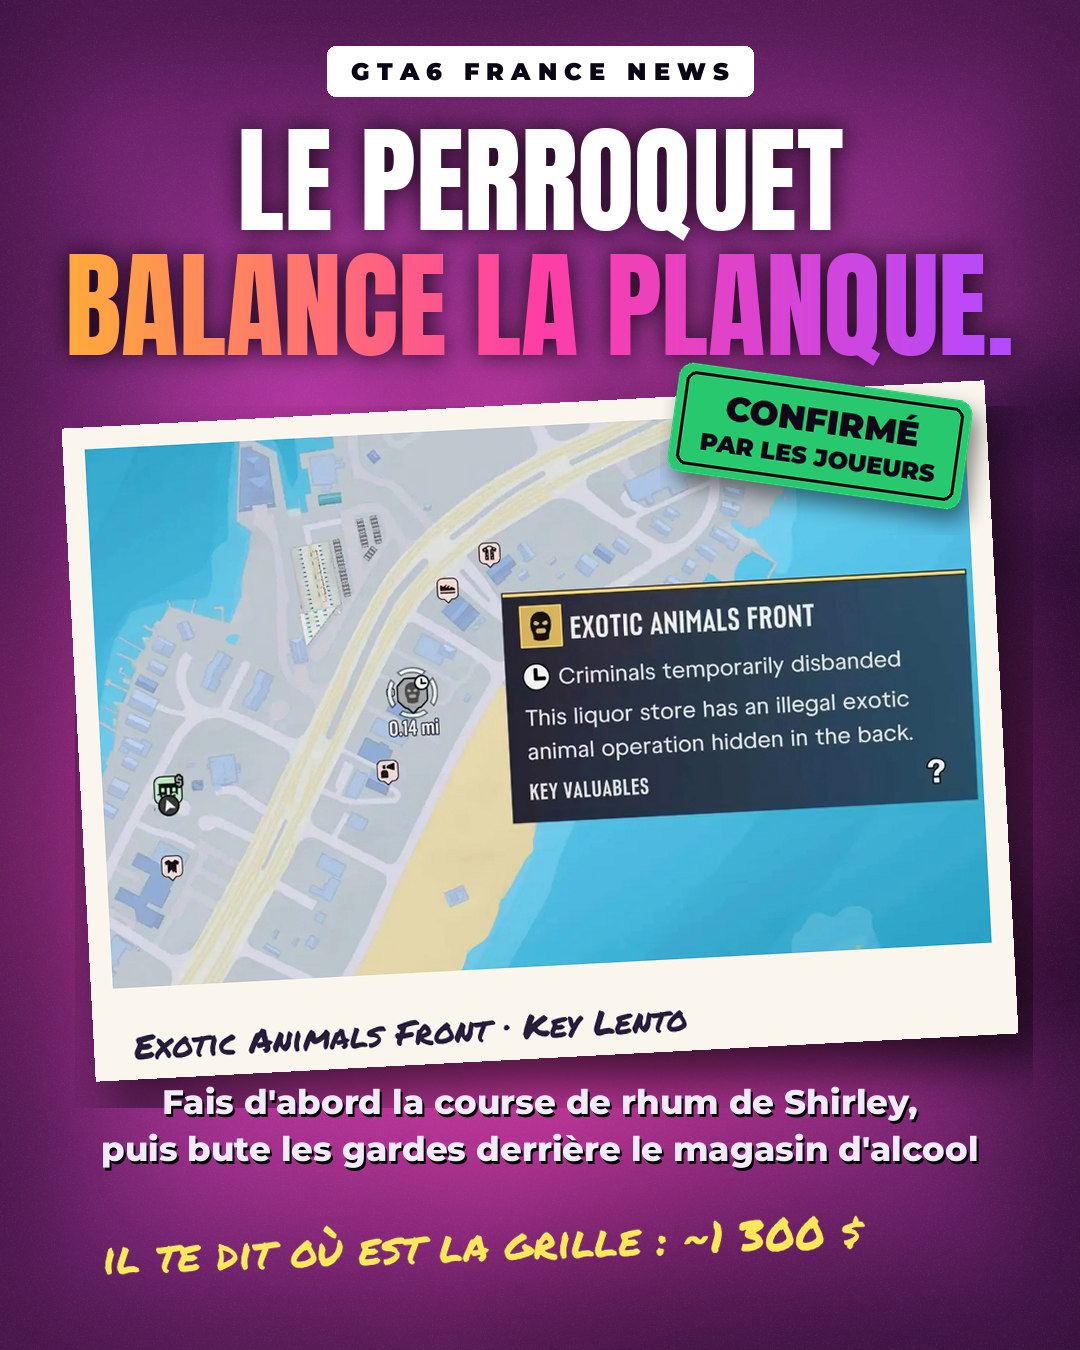 GTA6 FRANCE NEWS
LE PERROQUET
BALANCE LA PLANQUE.
CONFIRMÉ
PAR LES JOUEURS
EXOTIC ANIMALS FRONT
Criminals temporarily disbanded
This liquor store has an illegal exotic
animal operation hidden in the back.
KEY VALUABLES
?
0.14 mi
EXOTIC ANIMALS FRONT · KEY LENTO
Fais d'abord la course de rhum de Shirley,
puis bute les gardes derrière le magasin d'alcool
IL TE DIT OÙ EST LA GRILLE : ~1 300 $